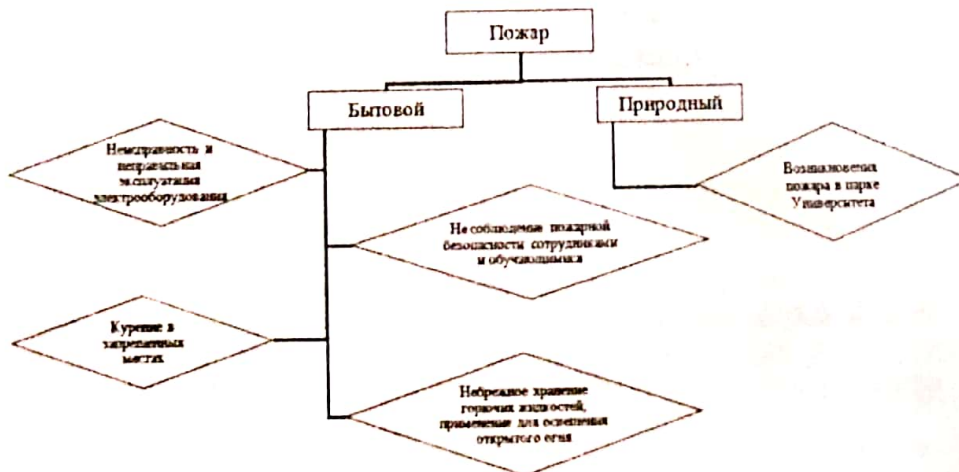 Пожар
Бытовой
Природный
Неисправность и
неправильная
эксплуатация
электрооборудования
Возникновения
пожара в парке
Университета
Не соблюдение пожарной
безопасности сотрудниками
и обучающимися
Курение в
запрещенных
местах
Небрежное хранение
горючих жидкостей,
применение для освещения
открытого огня